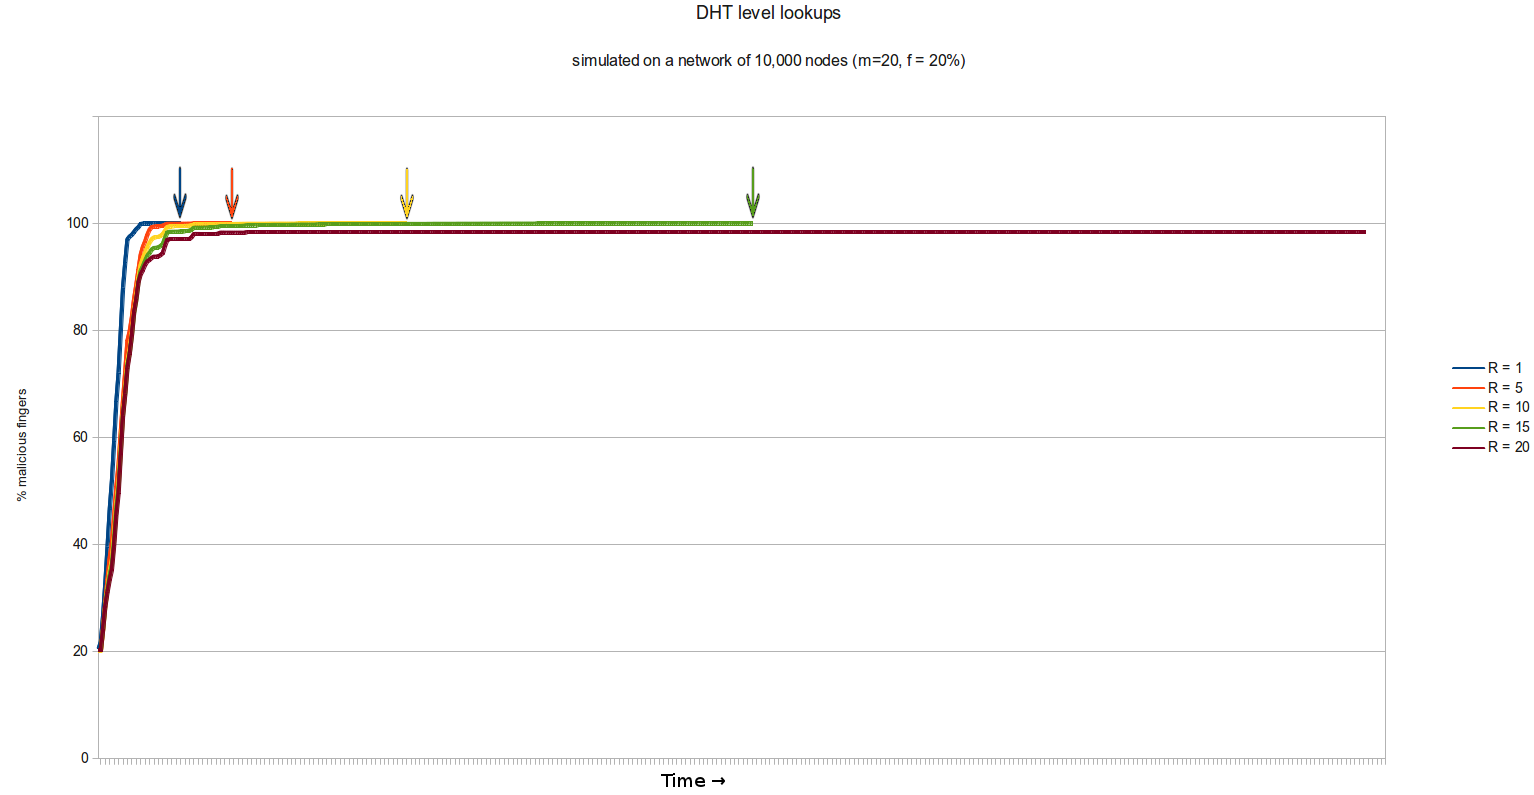 DHT level lookups
simulated on a network of 10,000 nodes (m=20, f = 20%)
% malicious fingers
100
80
60
40
20
0
Time →
R = 1
R = 5
R = 10
R = 15
R = 20